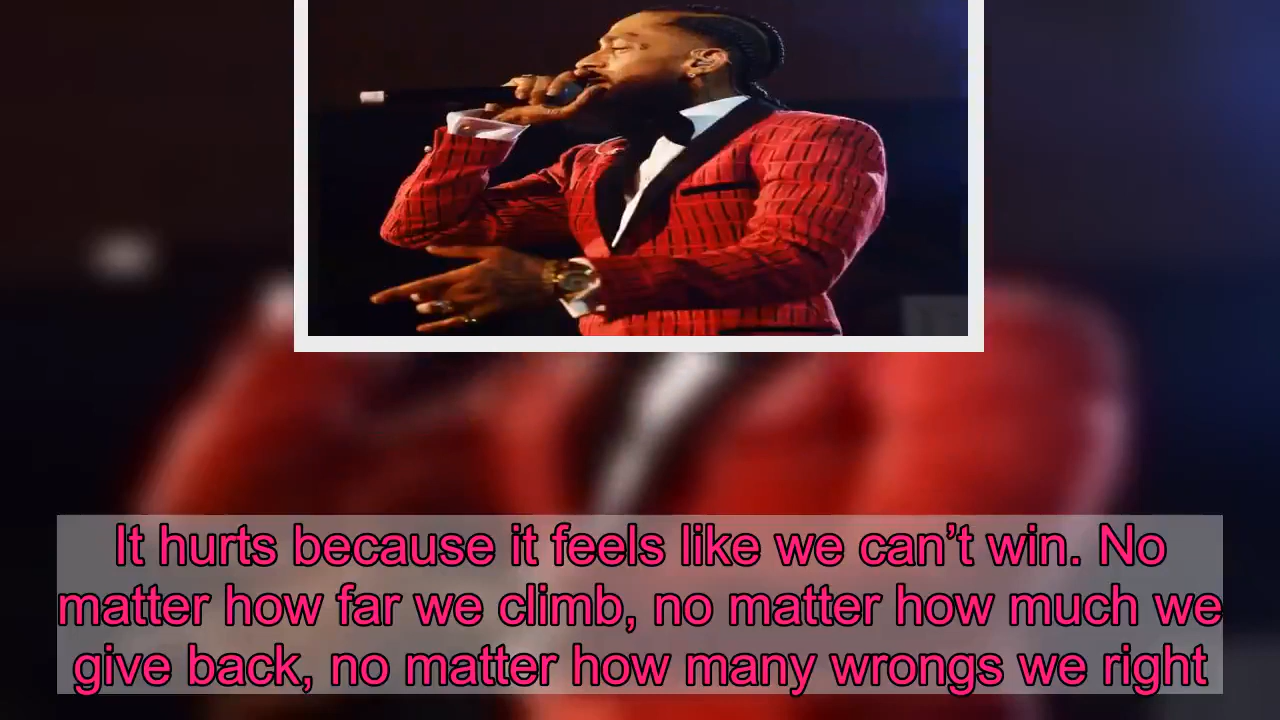 It hurts because it feels like we can’t win. No
matter how far we climb, no matter how much we
give back, no matter how many wrongs we right